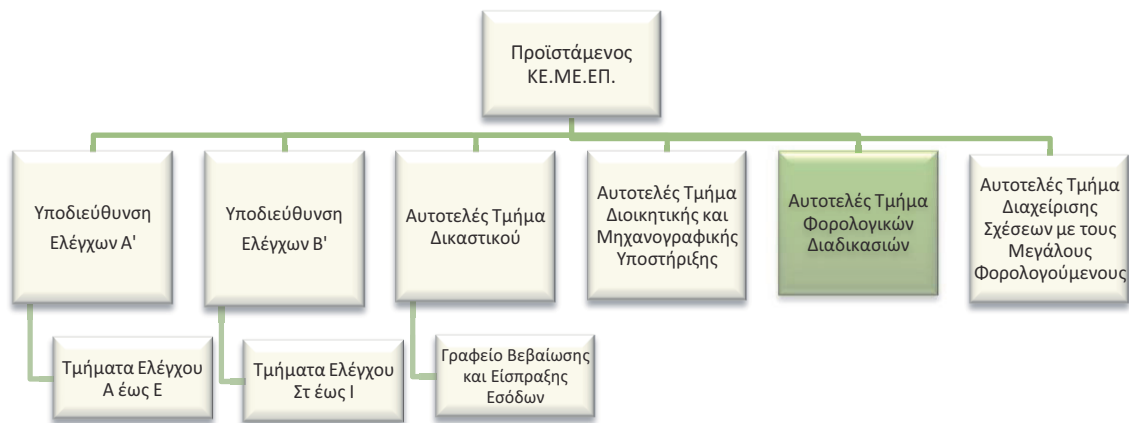 Προϊστάμενος
ΚΕ.ΜΕ.ΕΠ.
Υποδιεύθυνση
Ελέγχων Α'
Υποδιεύθυνση
Ελέγχων Β'
Αυτοτελές Τμήμα
Δικαστικού
Αυτοτελές Τμήμα
Διοικητικής και
Μηχανογραφικής
Υποστήριξης
Αυτοτελές Τμήμα
Φορολογικών
Διαδικασιών
Αυτοτελές Τμήμα
Διαχείρισης
Σχέσεων με τους
Μεγάλους
Φορολογούμενους
Τμήματα Ελέγχου
Α έως Ε
Τμήματα Ελέγχου
Στ έως Ι
Γραφείο Βεβαίωσης
και Είσπραξης
Εσόδων